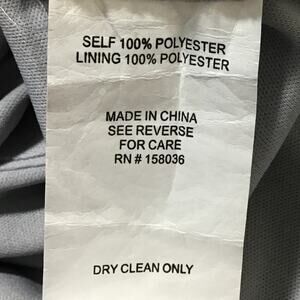 SELF 100% POLYESTER
LINING 100% POLYESTER
MADE IN CHINA
SEE REVERSE
FOR CARE
RN # 158036
DRY CLEAN ONLY